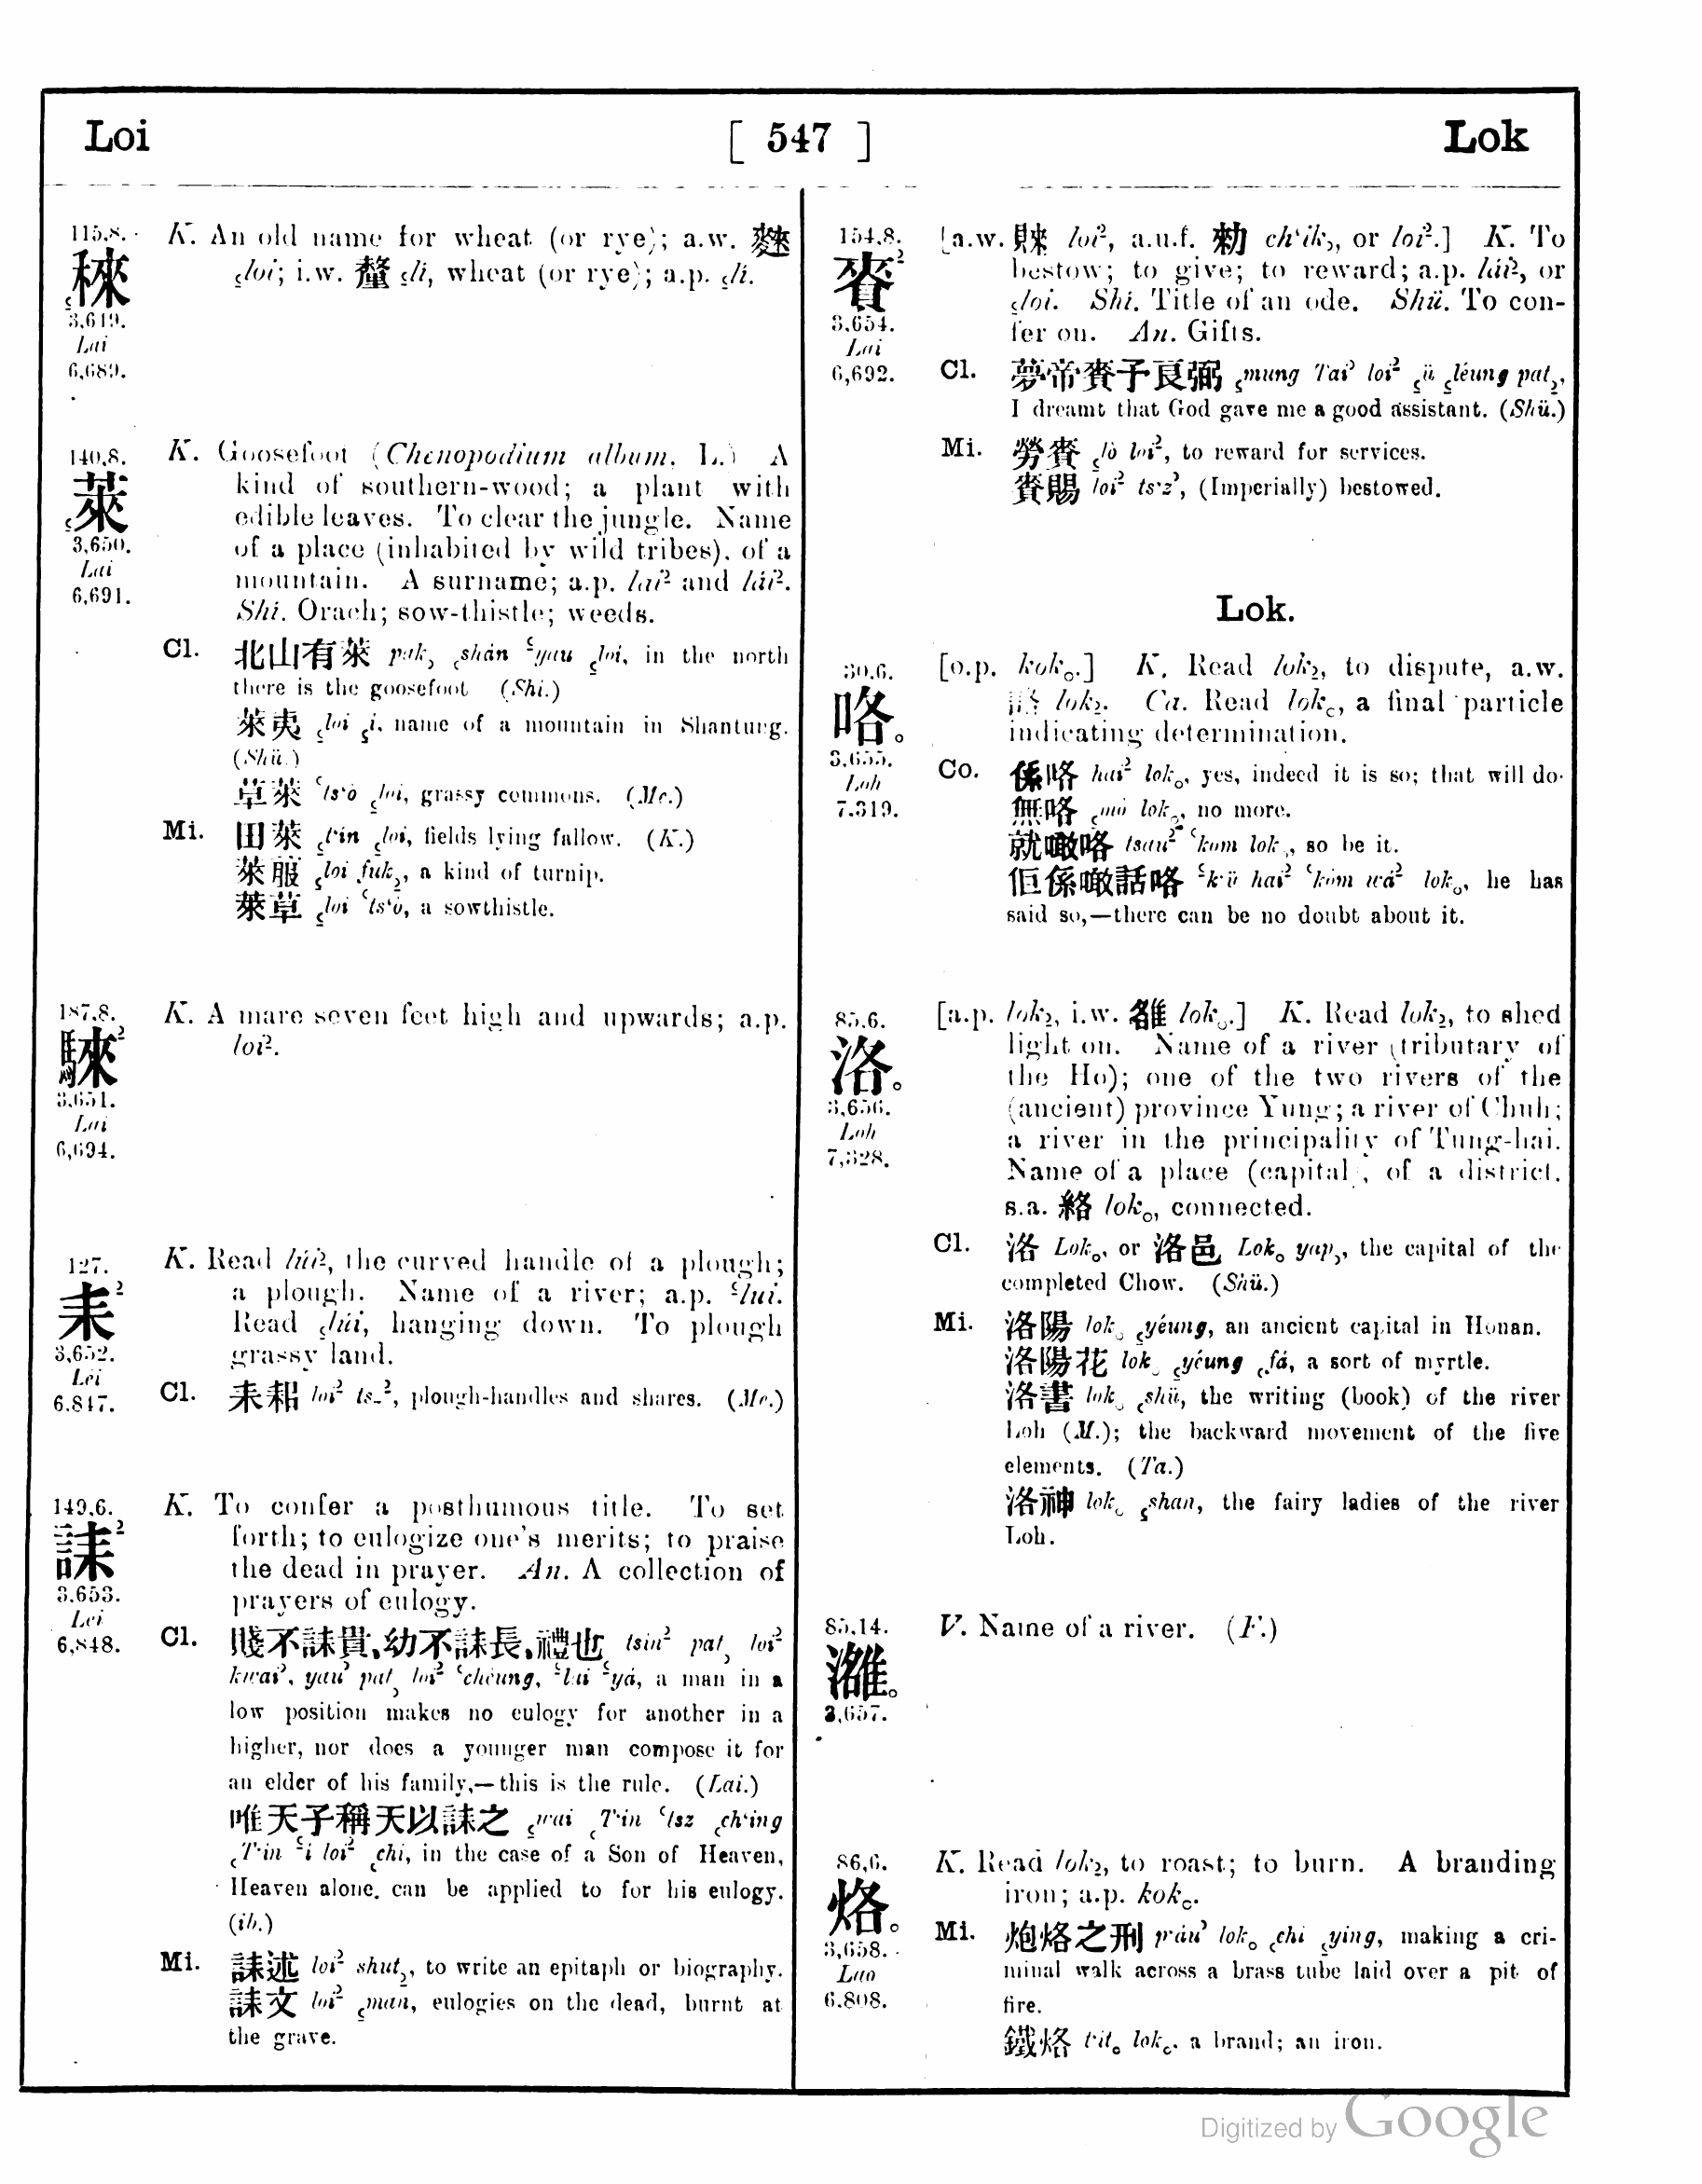 Loi
[ 547 ]
Lok
115,8.
K. An old name for wheat (or rye); a.w. 䅘
꜁loi; i.w. 釐 ꜁li, wheat (or rye); a.p. ꜁li.
꜁秾
3,649.
Lai
6,689.
140,8.
K. Goosefoot (Chenopodium album. L.) A
kind of southern-wood; a plant with
edible leaves. To clear the jungle. Name
of a place (inhabited by wild tribes), of a
mountain. A surname; a.p. lai² and lái².
Shi. Orach; sow-thistle; weeds.
꜁萊
3,650.
Lai
6,691.
Cl. 北山有萊 pak꜆ ꜀shán ꜃yau ꜁loi, in the north
there is the goosefoot (Shi.)
萊夷 ꜁loi ꜁i, name of a mountain in Shantung.
(Shü.)
草萊 ꜂ts‘ò ꜁loi, grassy commons. (Me.)
Mi. 田萊 ꜁t‘ín ꜁loi, fields lying fallow. (K.)
萊服 ꜁loi fuk꜇, a kind of turnip.
萊草 ꜁loi ꜂ts‘ò, a sowthistle.
187,8.
K. A mare seven feet high and upwards; a.p.
loi².
騋²
3,651.
Lai
6,694.
127.
K. Read lúi², the curved handle of a plough;
a plough. Name of a river; a.p. ꜃lui.
Read ꜁lúi, hanging down. To plough
grassy land.
耒²
3,652.
Lêi
6,847.
Cl. 耒耜 loi² tsz², plough-handles and shares. (Me.)
149,6.
K. To confer a posthumous title. To set
forth; to eulogize one's merits; to praise
the dead in prayer. An. A collection of
prayers of eulogy.
誄²
3,653.
Lei
6,848.
Cl. 賤不誄貴,幼不誄長,禮也 tsín² pat꜆ loi²
kwai꜄, yau꜄ pat꜆ loi² ꜂chéung, ꜃lai ꜃yá, a man in a
low position makes no eulogy for another in a
higher, nor does a younger man compose it for
an elder of his family,—this is the rule. (Lai.)
唯天子稱天以誄之 ꜁wai ꜀T‘ín ꜂tsz ꜀ch‘ing
꜀T‘ín ꜃i loi² ꜀chi, in the case of a Son of Heaven,
Heaven alone, can be applied to for his eulogy.
(ib.)
Mi. 誄述 loi² shut꜇, to write an epitaph or biography.
誄文 loi² ꜁man, eulogies on the dead, burnt at
the grave.
154,8.
[a.w. 睞 loi², a.u.f. 勑 ch‘ik꜆, or loi².] K. To
bestow; to give; to reward; a.p. lái², or
꜁loi. Shi. Title of an ode. Shü. To con-
fer on. An. Gifts.
賚²
3,654.
Lai
6,692.
Cl. 夢帝賚予良弼 ꜁mung Tai꜄ loi² ꜁ü ꜁léung pat꜇,
I dreamt that God gave me a good assistant. (Shü.)
Mi. 勞賚 ꜁lò loi², to reward for services.
賚賜 loi² ts‘z꜄, (Imperially) bestowed.
Lok.
30,6.
[o.p. kok。.] K. Read lok₂, to dispute, a.w.
詻 lok₂. Ca. Read lok。, a final particle
indicating determination.
咯。
3,655.
Loh
7,319.
Co. 係咯 hai² lok。, yes, indeed it is so; that will do.
無咯 ꜁mò lok。, no more.
就噉咯 tsau² ꜂kom lok。, so be it.
佢係噉話咯 ꜃k‘ü hai² ꜂kòm wá² lok。, he has
said so,—there can be no doubt about it.
85,6.
[a.p. lok₂, i.w. 雒 lok。.] K. Read lok₂, to shed
light on. Name of a river (tributary of
the Ho); one of the two rivers of the
(ancient) province Yung; a river of Chuh;
a river in the principality of Tung-hai.
Name of a place (capital), of a district.
s.a. 絡 lok。, connected.
洛。
3,656.
Loh
7,328.
Cl. 洛 Lok。, or 洛邑 Lok。 yap꜆, the capital of the
completed Chow. (Shü.)
Mi. 洛陽 lok。 ꜁yéung, an ancient capital in Honan.
洛陽花 lok。 ꜁yéung ꜀fá, a sort of myrtle.
洛書 lok。 ꜀shü, the writing (book) of the river
Loh (M.); the backward movement of the five
elements. (Ta.)
洛神 lok。 ꜁shan, the fairy ladies of the river
Loh.
85,14.
V. Name of a river. (F.)
3,657.
86,6.
K. Read lok₂, to roast; to burn. A branding
iron; a.p. kok。.
烙。
3,658.
Lao
6,808.
Mi. 炮烙之刑 p‘áu꜄ lok。 ꜀chi ꜁ying, making a cri-
minal walk across a brass tube laid over a pit of
fire.
鐵烙 t‘ít。 lok。. a brand; an iron.
Digitized by Google